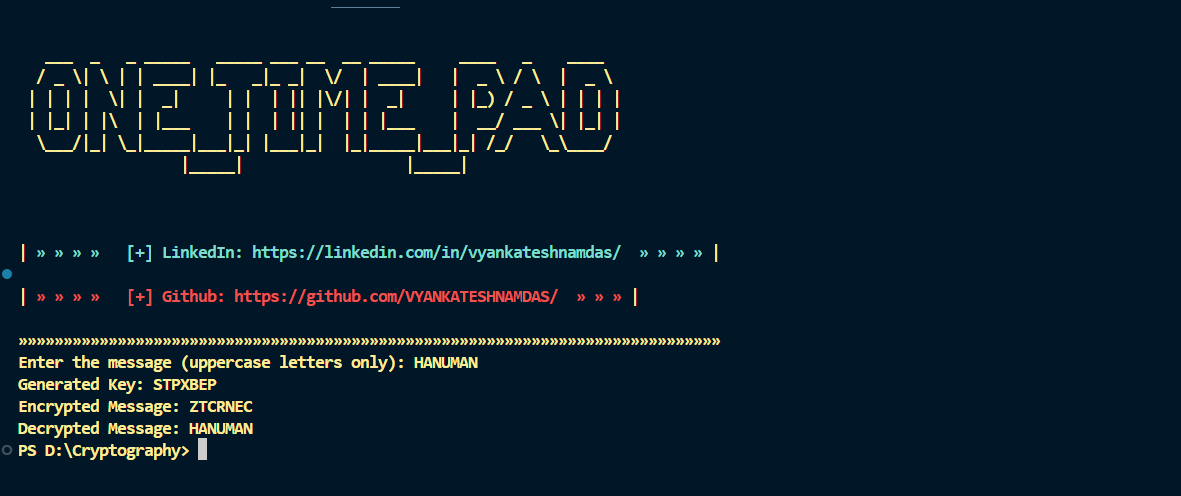 ONE_TIME_PAD
| » » » »   [+] LinkedIn: https://linkedin.com/in/vyankateshnamdas/  » » » » |
| » » » »   [+] Github: https://github.com/VYANKATESHNAMDAS/  » » » |
»»»»»»»»»»»»»»»»»»»»»»»»»»»»»»»»»»»»»»»»»»»»»»»»»»»»»»»»»»»»»»»»»»»»»»»»»»»»»»
Enter the message (uppercase letters only): HANUMAN
Generated Key: STPXBEP
Encrypted Message: ZTCRNEC
Decrypted Message: HANUMAN
PS D:\Cryptography>